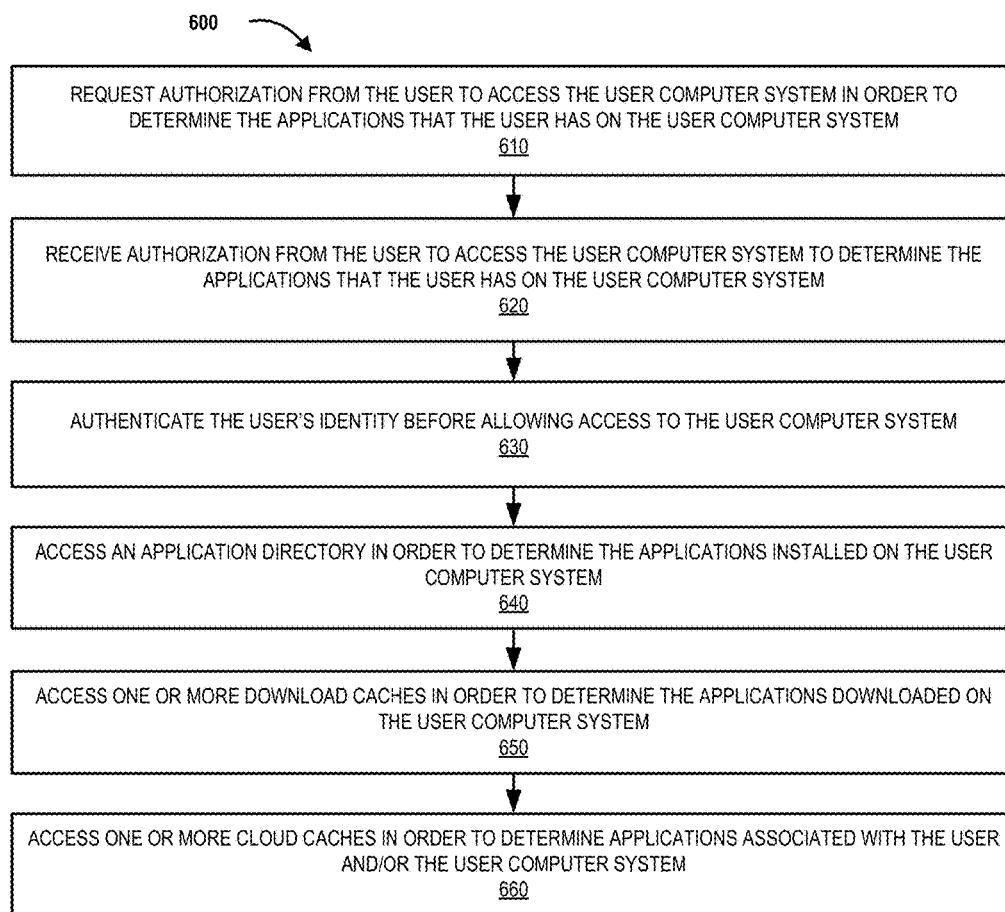 600
REQUEST AUTHORIZATION FROM THE USER TO ACCESS THE USER COMPUTER SYSTEM IN ORDER TO
DETERMINE THE APPLICATIONS THAT THE USER HAS ON THE USER COMPUTER SYSTEM
610
RECEIVE AUTHORIZATION FROM THE USER TO ACCESS THE USER COMPUTER SYSTEM TO DETERMINE THE
APPLICATIONS THAT THE USER HAS ON THE USER COMPUTER SYSTEM
620
AUTHENTICATE THE USER'S IDENTITY BEFORE ALLOWING ACCESS TO THE USER COMPUTER SYSTEM
630
ACCESS AN APPLICATION DIRECTORY IN ORDER TO DETERMINE THE APPLICATIONS INSTALLED ON THE USER
COMPUTER SYSTEM
640
ACCESS ONE OR MORE DOWNLOAD CACHES IN ORDER TO DETERMINE THE APPLICATIONS DOWNLOADED ON
THE USER COMPUTER SYSTEM
650
ACCESS ONE OR MORE CLOUD CACHES IN ORDER TO DETERMINE APPLICATIONS ASSOCIATED WITH THE USER
AND/OR THE USER COMPUTER SYSTEM
660